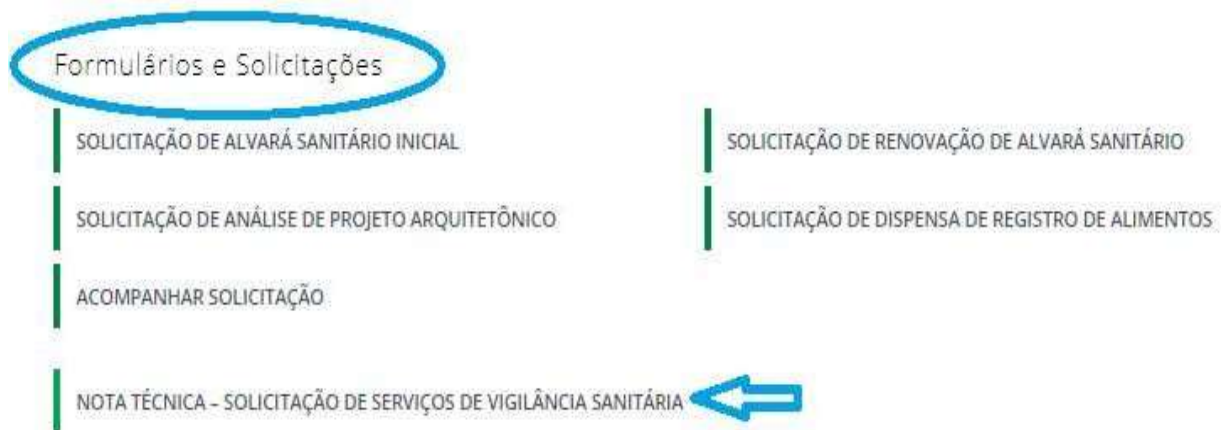 Formulários e Solicitações
SOLICITAÇÃO DE ALVARÁ SANITÁRIO INICIAL
SOLICITAÇÃO DE RENOVAÇÃO DE ALVARÁ SANITÁRIO
SOLICITAÇÃO DE ANÁLISE DE PROJETO ARQUITETÔNICO
SOLICITAÇÃO DE DISPENSA DE REGISTRO DE ALIMENTOS
ACOMPANHAR SOLICITAÇÃO
NOTA TÉCNICA – SOLICITAÇÃO DE SERVIÇOS DE VIGILÂNCIA SANITÁRIA